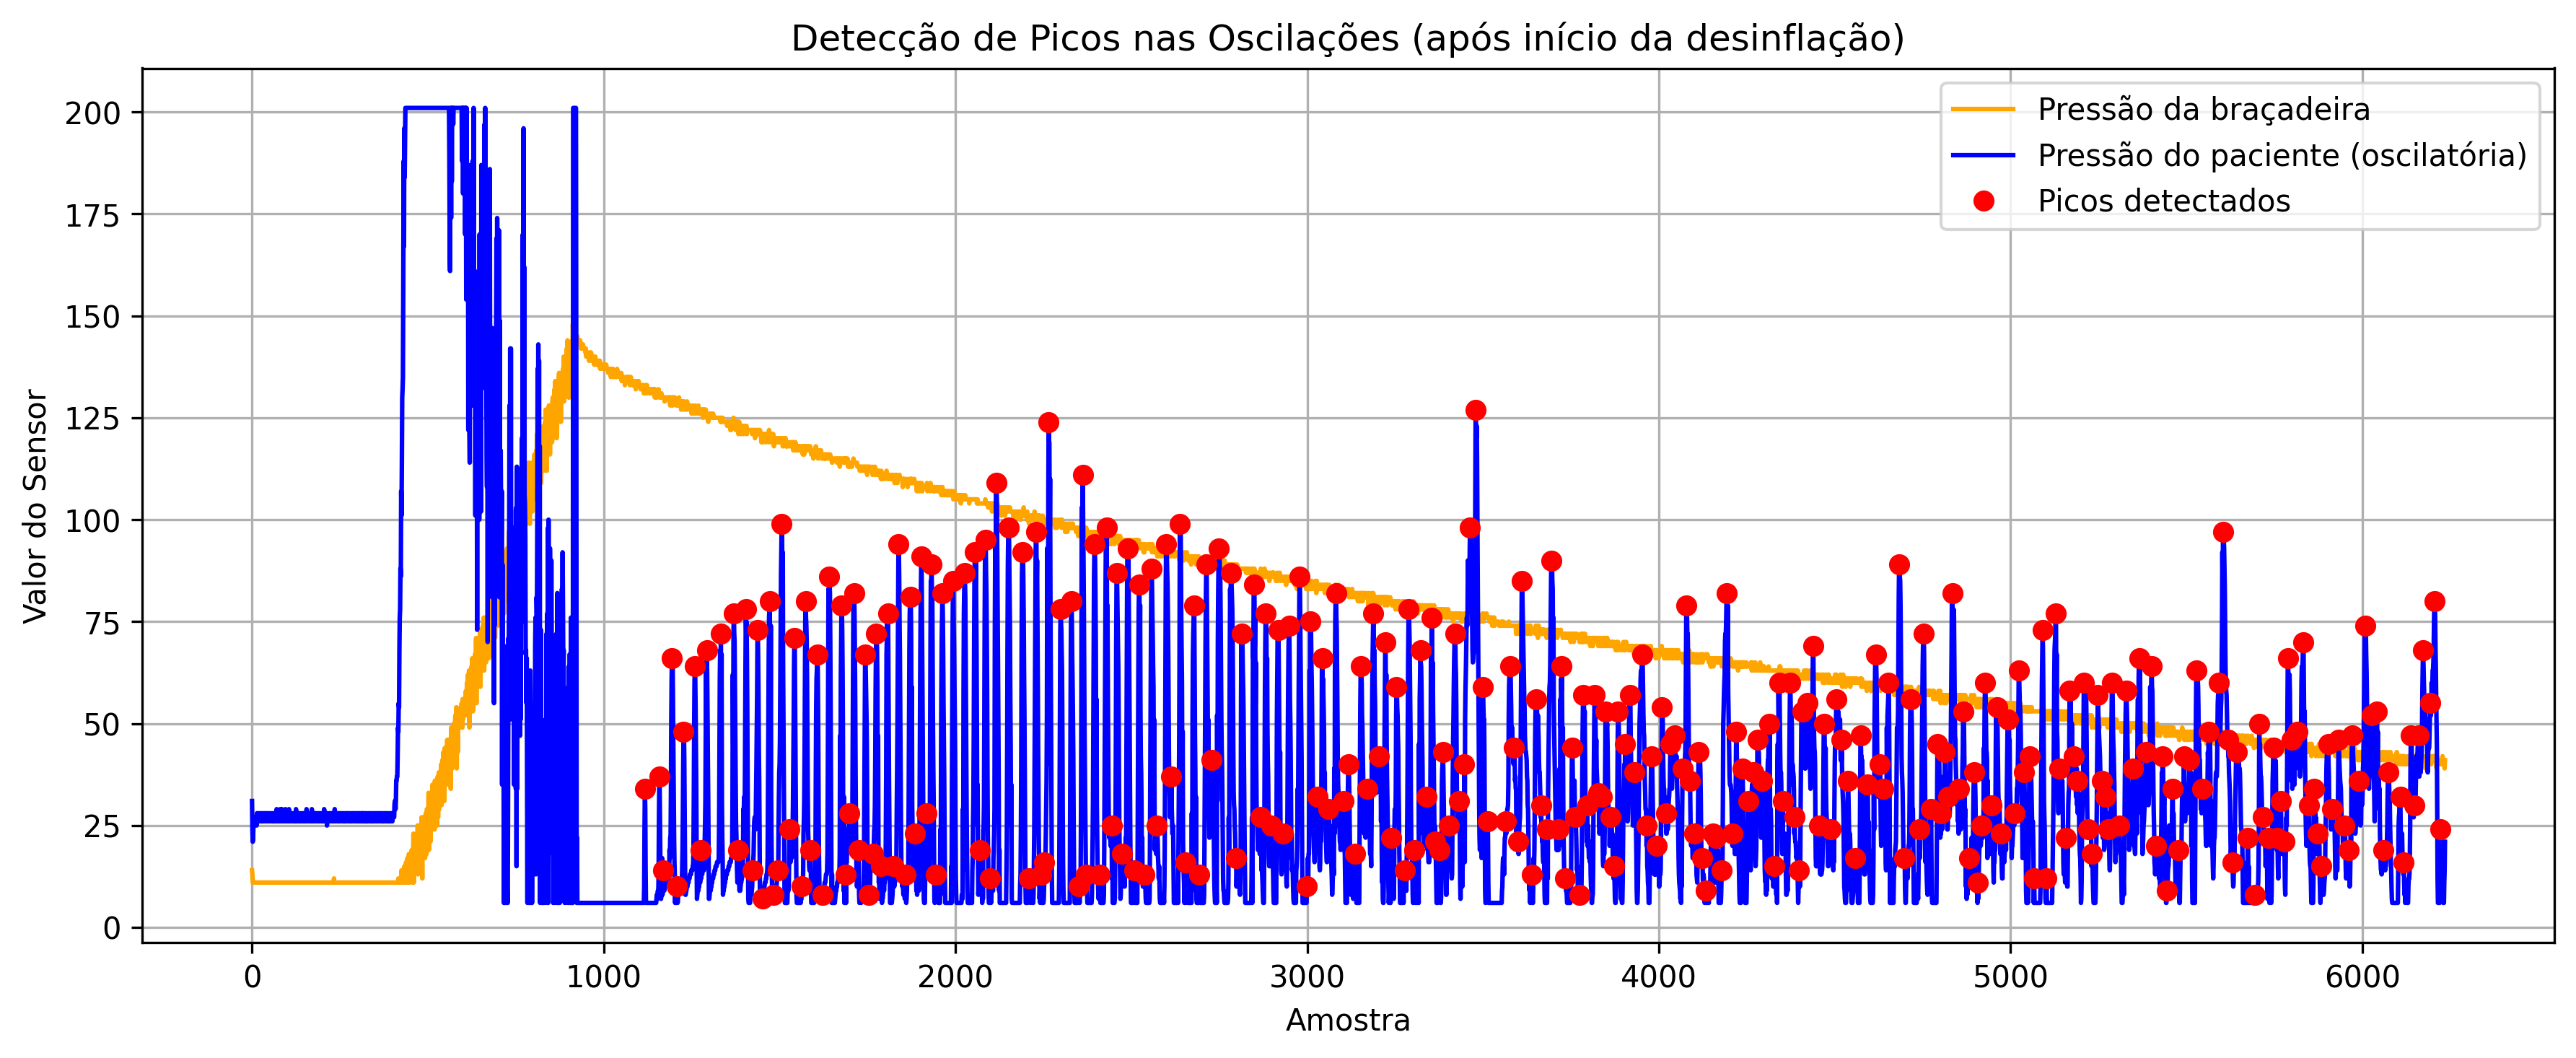 Detecção de Picos nas Oscilações (após início da desinflação)
Pressão da braçadeira
Pressão do paciente (oscilatória)
Picos detectados
Valor do Sensor
200
175
150
125
100
75
50
25
0
0
1000
2000
3000
4000
5000
6000
Amostra